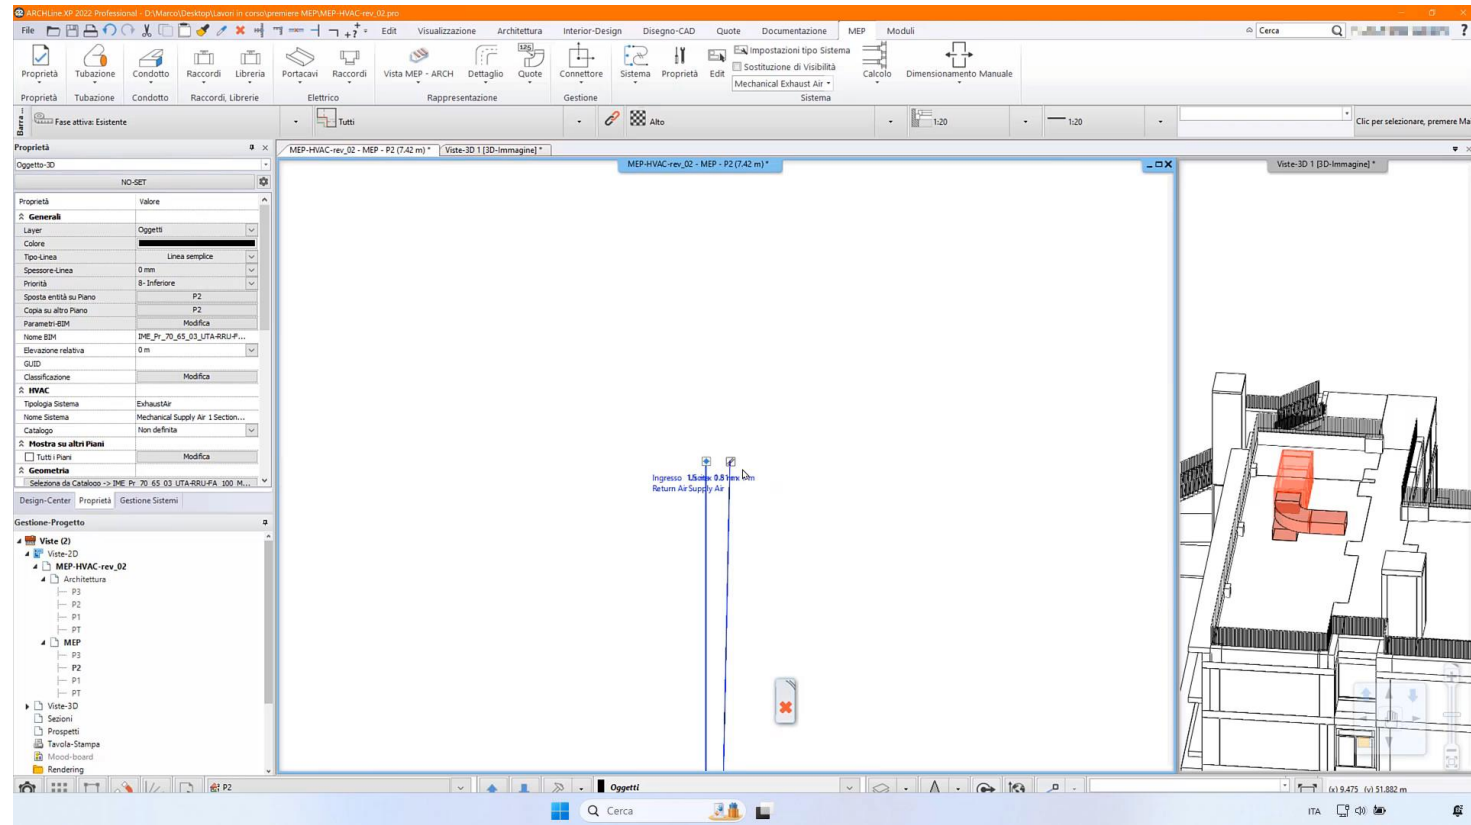 ARCHLine.XP 2022 Professional - D:\Marco\Desktop\Lavori in corso\premiere MEP\MEP-HVAC-rev_02.pro
File Edit Visualizzazione Architettura Interior-Design Disegno-CAD Quote Documentazione MEP Moduli Cerca ?
Proprietà Tubazione Condotto Raccordi Libreria Portacavi Raccordi Vista MEP - ARCH Dettaglio Quote Connettore Sistema Proprietà Edit Impostazioni tipo Sistema
Sostituzione di Visibilità
Mechanical Exhaust Air
Calcolo Dimensionamento Manuale
Proprietà Tubazione Condotto Raccordi, Librerie Elettrico Rappresentazione Gestione Sistema
Barra Fase attiva: Esistente Tutti Alto 1:20 1:20 Clic per selezionare, premere Ma
Proprietà
MEP-HVAC-rev_02 - MEP - P2 (7.42 m) * Viste-3D 1 [3D-Immagine] *
Oggetto-3D
MEP-HVAC-rev_02 - MEP - P2 (7.42 m) * Viste-3D 1 [3D-Immagine] *
NO-SET
Proprietà Valore
Generali
Layer Oggetti
Colore
Tipo-Linea Linea semplice
Spessore-Linea 0 mm
Priorità 8- Inferiore
Sposta entità su Piano P2
Copia su altro Piano P2
Parametri-BIM Modifica
Nome BIM IME_Pr_70_65_03_UTA-RRU-F...
Elevazione relativa 0 m
GUID
Classificazione Modifica
HVAC
Tipologia Sistema ExhaustAir
Nome Sistema Mechanical Supply Air 1 Section...
Catalogo Non definita
Mostra su altri Piani
Tutti i Piani Modifica
Geometria
Seleziona da Catalogo -> IME_Pr_70_65_03_UTA-RRU-FA_100_M...
Design-Center Proprietà Gestione Sistemi
Ingresso
Return Air Supply Air
Gestione-Progetto
Viste (2)
Viste-2D
MEP-HVAC-rev_02
Architettura
P3
P2
P1
PT
MEP
P3
P2
P1
PT
Viste-3D
Sezioni
Prospetti
Tavola-Stampa
Mood-board
Rendering
P2 Oggetti (x) 9.475 (y) 51.882 m
Cerca ITA